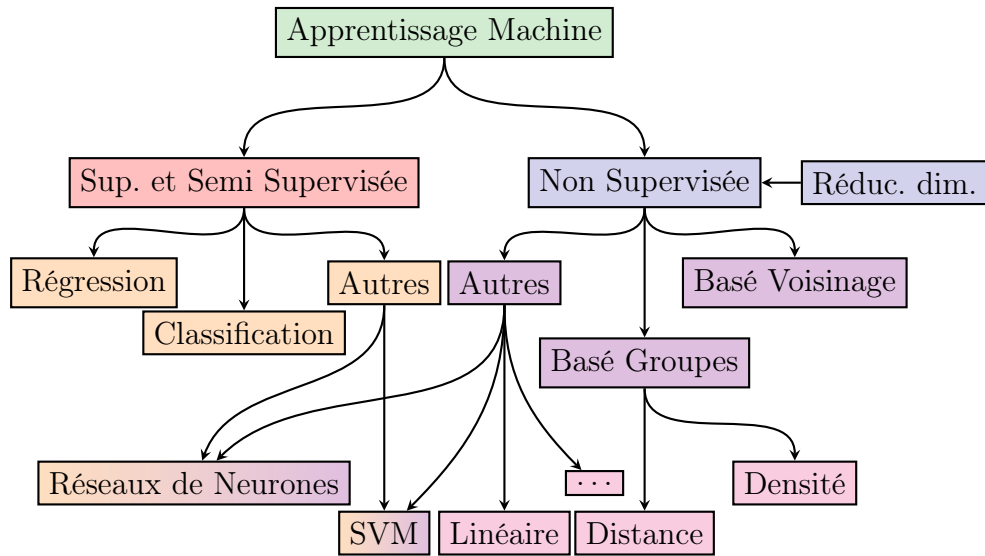 Apprentissage Machine
Sup. et Semi Supervisée
Non Supervisée
Réduc. dim.
Régression
Autres
Autres
Basé Voisinage
Classification
Basé Groupes
Réseaux de Neurones
...
Densité
SVM
Linéaire
Distance